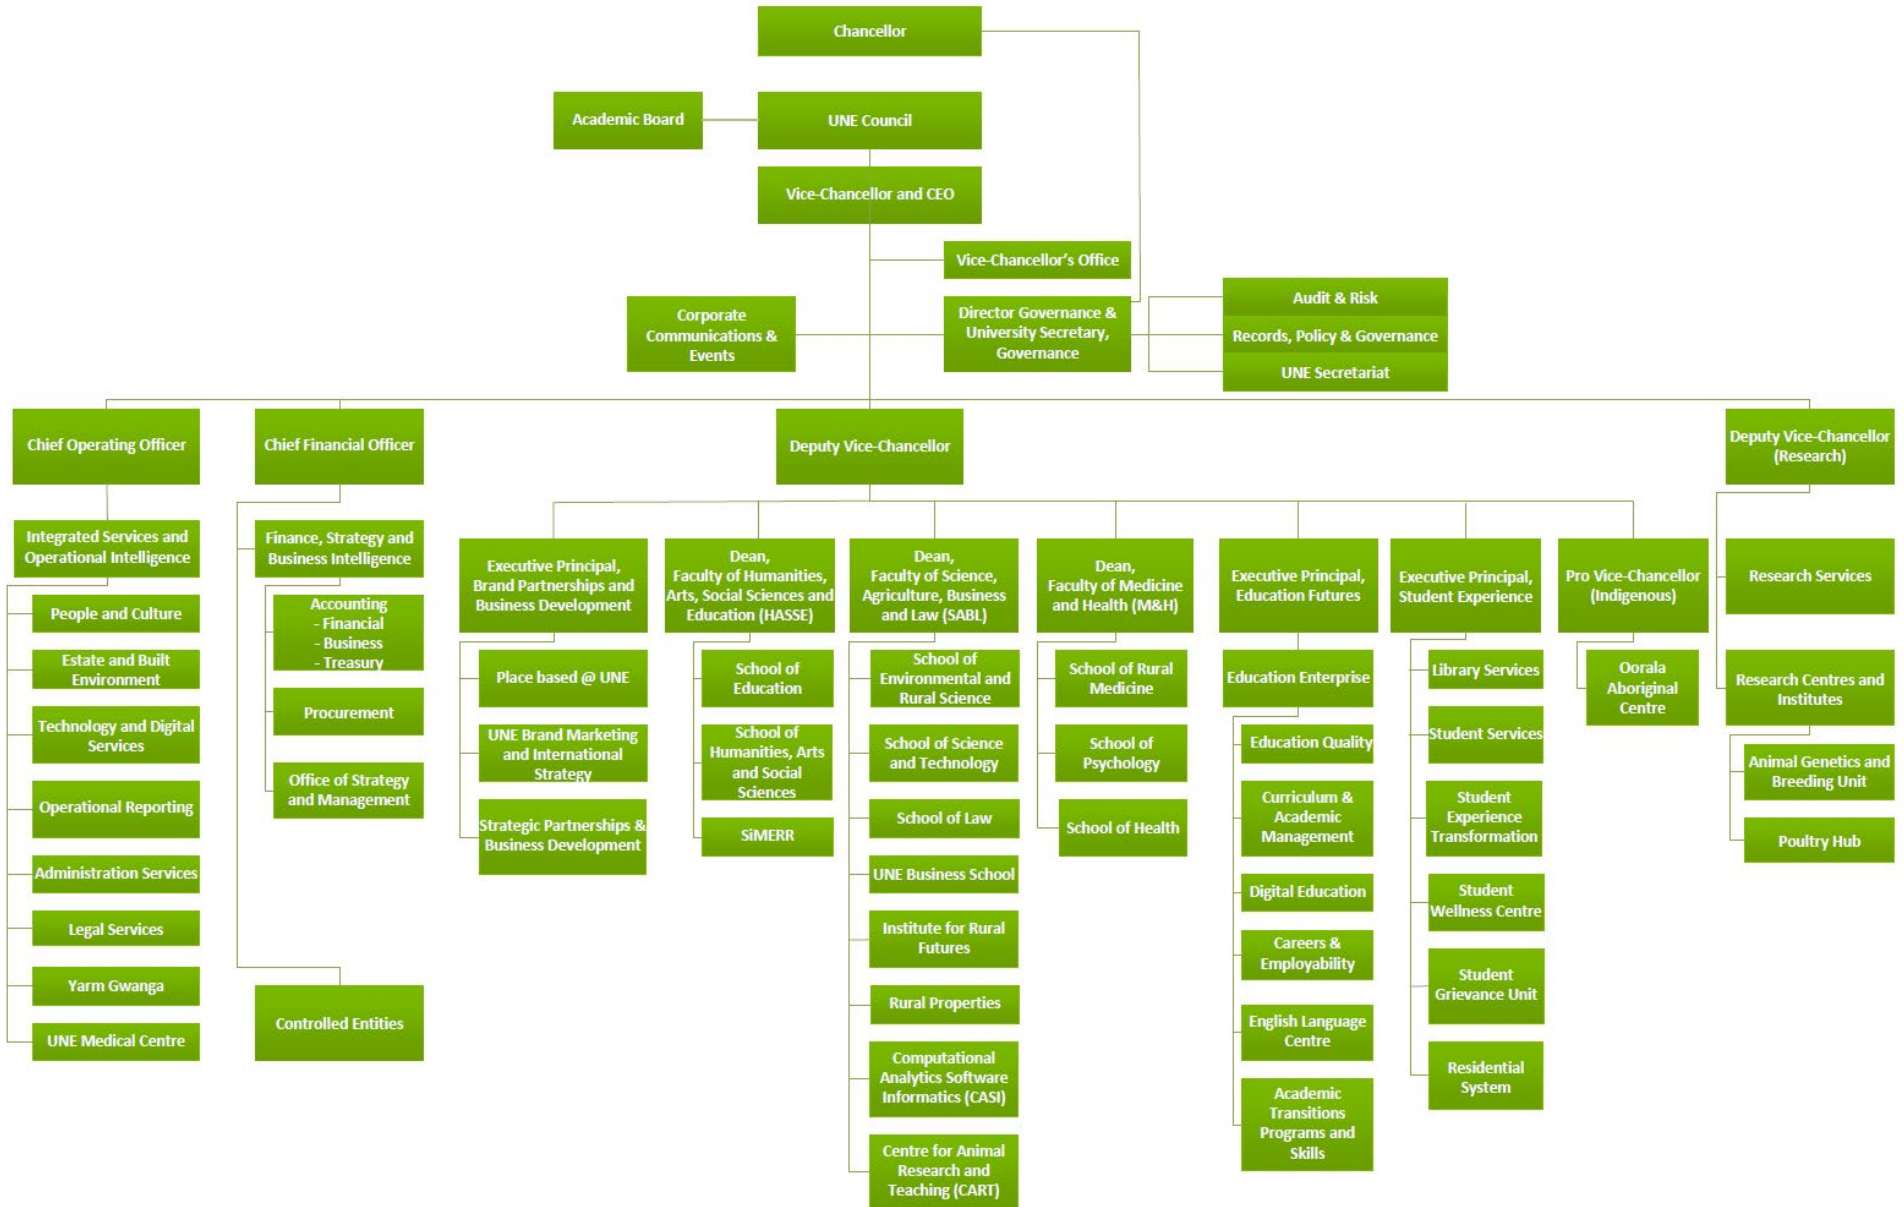 Chancellor
Academic Board
UNE Council
Vice-Chancellor and CEO
Vice-Chancellor's Office
Corporate
Communications &
Events
Director Governance &
University Secretary,
Governance
Audit & Risk
Records, Policy & Governance
UNE Secretariat
Chief Operating Officer
Chief Financial Officer
Deputy Vice-Chancellor
Deputy Vice-Chancellor
(Research)
Integrated Services and
Operational Intelligence
People and Culture
Estate and Built
Environment
Technology and Digital
Services
Operational Reporting
Administration Services
Legal Services
Yarm Gwanga
UNE Medical Centre
Finance, Strategy and
Business Intelligence
Accounting
- Financial
- Business
- Treasury
Procurement
Office of Strategy
and Management
Controlled Entities
Executive Principal,
Brand Partnerships and
Business Development
Place based @ UNE
UNE Brand Marketing
and International
Strategy
Strategic Partnerships &
Business Development
Dean,
Faculty of Humanities,
Arts, Social Sciences and
Education (HASSE)
School of
Education
School of
Humanities, Arts
and Social
Sciences
SiMERR
Dean,
Faculty of Science,
Agriculture, Business
and Law (SABL)
School of
Environmental and
Rural Science
School of Science
and Technology
School of Law
UNE Business School
Institute for Rural
Futures
Rural Properties
Computational
Analytics Software
Informatics (CASI)
Centre for Animal
Research and
Teaching (CART)
Dean,
Faculty of Medicine
and Health (M&H)
School of Rural
Medicine
School of
Psychology
School of Health
Executive Principal,
Education Futures
Education Enterprise
Education Quality
Curriculum &
Academic
Management
Digital Education
Careers &
Employability
English Language
Centre
Academic
Transitions
Programs and
Skills
Executive Principal,
Student Experience
Library Services
Student Services
Student
Experience
Transformation
Student
Wellness Centre
Student
Grievance Unit
Residential
System
Pro Vice-Chancellor
(Indigenous)
Oorala
Aboriginal
Centre
Research Services
Research Centres and
Institutes
Animal Genetics and
Breeding Unit
Poultry Hub